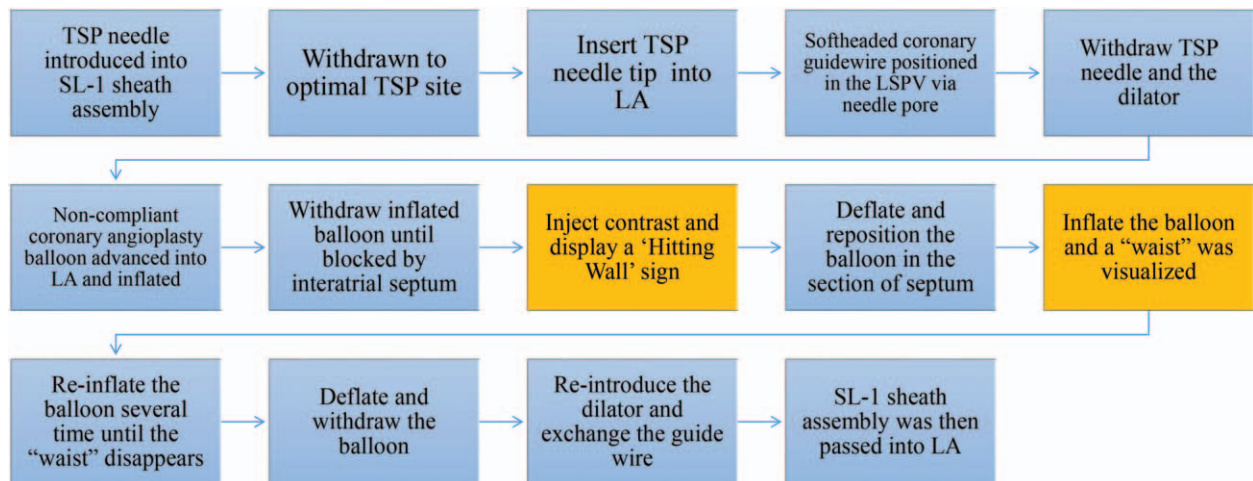 TSP needle
introduced into
SL-1 sheath
assembly
Withdrawn to
optimal TSP site
Insert TSP
needle tip into
LA
Softheaded coronary
guidewire positioned
in the LSPV via
needle pore
Withdraw TSP
needle and the
dilator
Non-compliant
coronary angioplasty
balloon advanced into
LA and inflated
Withdraw inflated
balloon until
blocked by
interatrial septum
Inject contrast and
display a ‘Hitting
Wall’ sign
Deflate and
reposition the
balloon in the
section of septum
Inflate the balloon
and a “waist” was
visualized
Re-inflate the
balloon several
time until the
“waist” disappears
Deflate and
withdraw the
balloon
Re-introduce the
dilator and
exchange the guide
wire
SL-1 sheath
assembly was then
passed into LA